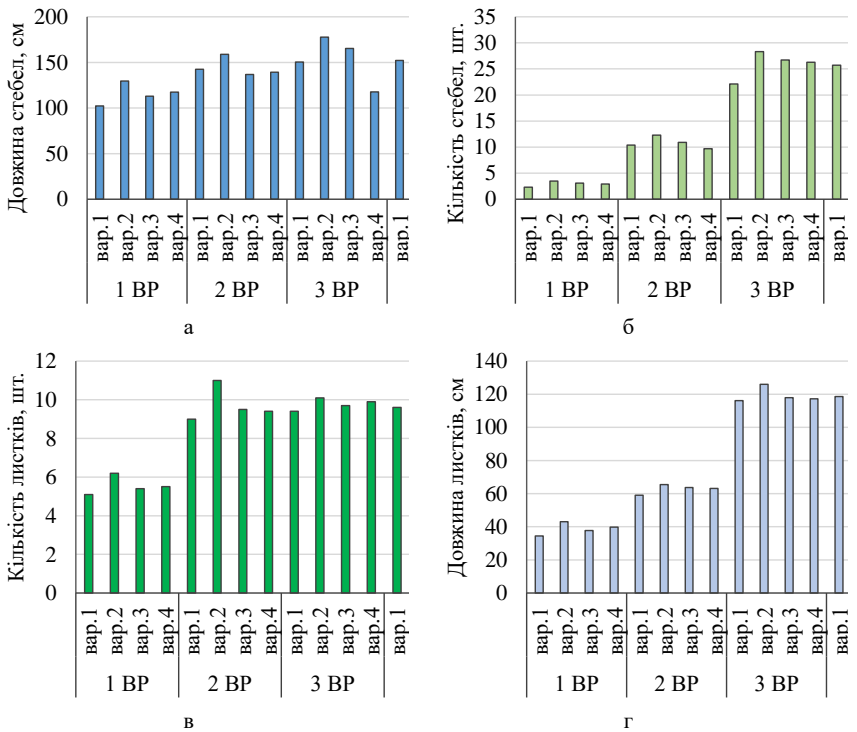 Довжина стебел, см
200
150
100
50
0
вар.1
вар.2
вар.3
вар.4
вар.1
вар.2
вар.3
вар.4
вар.1
вар.2
вар.3
вар.4
вар.1
1 ВР
2 ВР
3 ВР
а
Кількість стебел, шт.
35
30
25
20
15
10
5
0
вар.1
вар.2
вар.3
вар.4
вар.1
вар.2
вар.3
вар.4
вар.1
вар.2
вар.3
вар.4
вар.1
1 ВР
2 ВР
3 ВР
б
Кількість листків, шт.
12
10
8
6
4
2
0
вар.1
вар.2
вар.3
вар.4
вар.1
вар.2
вар.3
вар.4
вар.1
вар.2
вар.3
вар.4
вар.1
1 ВР
2 ВР
3 ВР
в
Довжина листків, см
140
120
100
80
60
40
20
0
вар.1
вар.2
вар.3
вар.4
вар.1
вар.2
вар.3
вар.4
вар.1
вар.2
вар.3
вар.4
вар.1
1 ВР
2 ВР
3 ВР
г